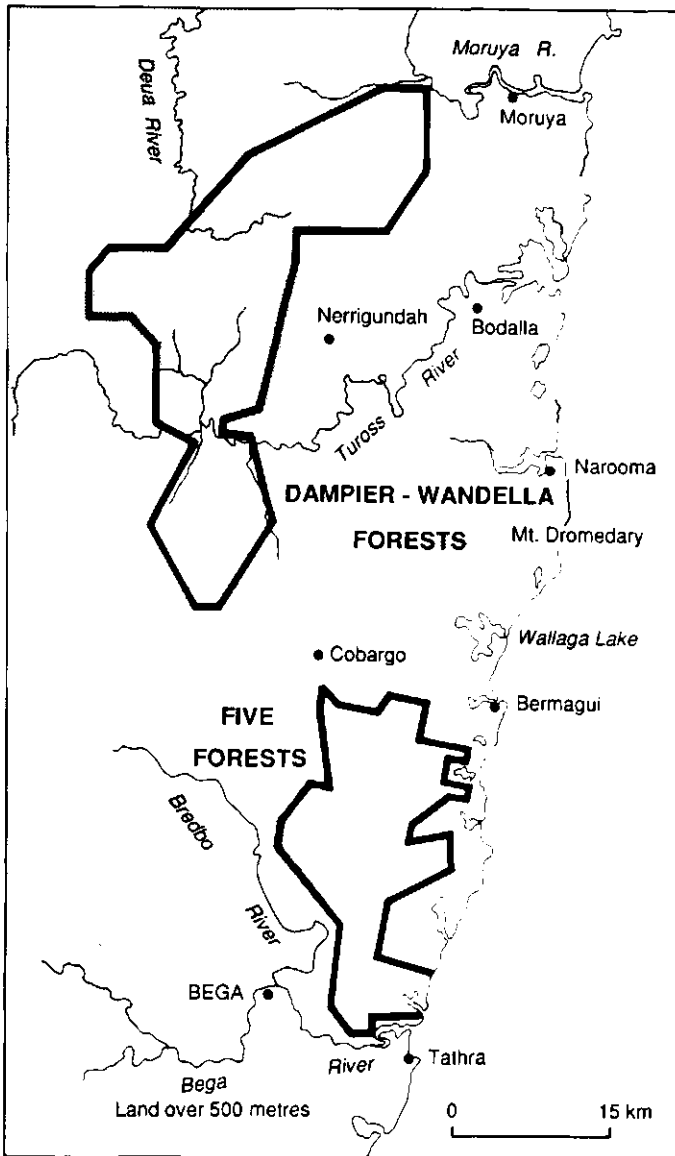 Moruya R.
Deua River
Moruya
Nerrigundah
Bodalla
Tuross River
Narooma
DAMPIER - WANDELLA
FORESTS
Mt. Dromedary
Wallaga Lake
Cobargo
Bermagui
FIVE
FORESTS
Bredbo River
BEGA
Bega River
Tathra
Land over 500 metres
0 15 km